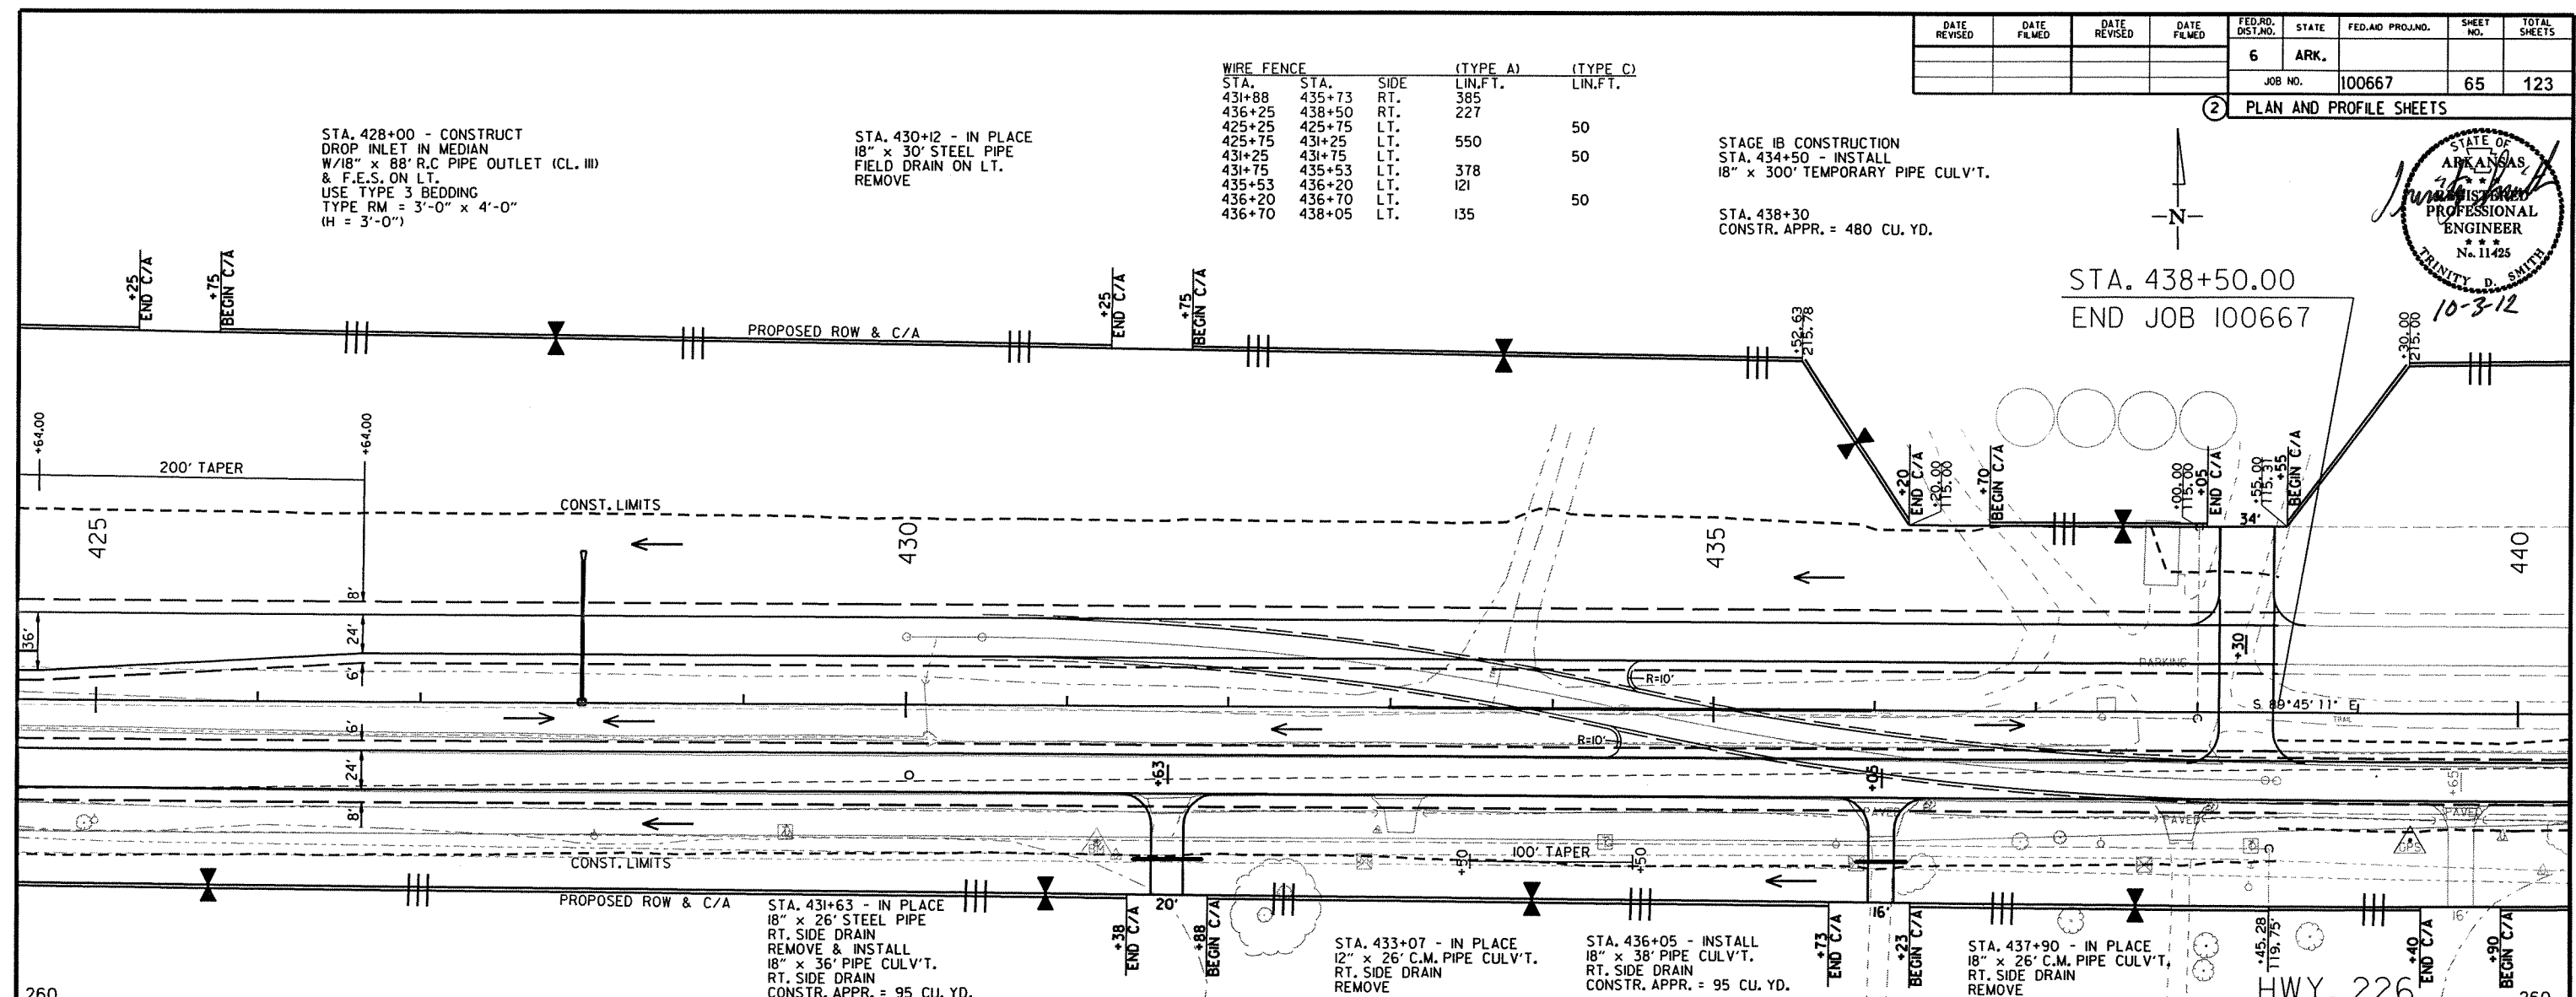 DATE REVISED
DATE FILMED
DATE REVISED
DATE FILMED
FED.RD. DIST.NO.
STATE
FED.AID PROJ.NO.
SHEET NO.
TOTAL SHEETS
6 ARK.
JOB NO. 100667 65 123
2 PLAN AND PROFILE SHEETS
WIRE FENCE (TYPE A) (TYPE C)
STA. STA. SIDE LIN.FT. LIN.FT.
431+88 435+73 RT. 385
436+25 438+50 RT. 227
425+25 425+75 LT. 50
425+75 431+25 LT. 550
431+25 431+75 LT. 50
431+75 435+53 LT. 378
435+53 436+20 LT. 121
436+20 436+70 LT. 50
436+70 438+05 LT. 135
STA. 428+00 - CONSTRUCT
DROP INLET IN MEDIAN
W/18" x 88' R.C PIPE OUTLET (CL. III)
& F.E.S. ON LT.
USE TYPE 3 BEDDING
TYPE RM = 3'-0" x 4'-0"
(H = 3'-0")
STA. 430+12 - IN PLACE
18" x 30' STEEL PIPE
FIELD DRAIN ON LT.
REMOVE
STAGE 1B CONSTRUCTION
STA. 434+50 - INSTALL
18" x 300' TEMPORARY PIPE CULV'T.
STA. 438+30
CONSTR. APPR. = 480 CU. YD.
N
STATE OF
ARKANSAS
REGISTERED
PROFESSIONAL
ENGINEER
No. 11425
TRINITY D. SMITH
10-3-12
STA. 438+50.00
END JOB 100667
+25
END C/A
+75
BEGIN C/A
PROPOSED ROW & C/A
+25
END C/A
+75
BEGIN C/A
+52.63
215.78
+30.00
215.00
+64.00
+64.00
200' TAPER
CONST. LIMITS
425
430
435
440
+20
END C/A
+20.00
115.00
+70
BEGIN C/A
+00.00
115.00
+05
END C/A
+55.00
115.31
+55
BEGIN C/A
34'
36'
8'
24'
6'
6'
24'
8'
R=10'
R=10'
PARKING
+30
S. 89°45'11" E.
TRAIL
+63
+05
+65
PAVED
PAVED
PAVED
GPS
CONST. LIMITS
+80
100' TAPER
+50
PROPOSED ROW & C/A
20'
16'
16'
+38
END C/A
+88
BEGIN C/A
+73
END C/A
+23
BEGIN C/A
+45.28
119.75'
+40
END C/A
+90
BEGIN C/A
STA. 431+63 - IN PLACE
18" x 26' STEEL PIPE
RT. SIDE DRAIN
REMOVE & INSTALL
18" x 36' PIPE CULV'T.
RT. SIDE DRAIN
CONSTR. APPR. = 95 CU. YD.
STA. 433+07 - IN PLACE
12" x 26' C.M. PIPE CULV'T.
RT. SIDE DRAIN
REMOVE
STA. 436+05 - INSTALL
18" x 38' PIPE CULV'T.
RT. SIDE DRAIN
CONSTR. APPR. = 95 CU. YD.
STA. 437+90 - IN PLACE
18" x 26' C.M. PIPE CULV'T.
RT. SIDE DRAIN
REMOVE
HWY. 226
260
260